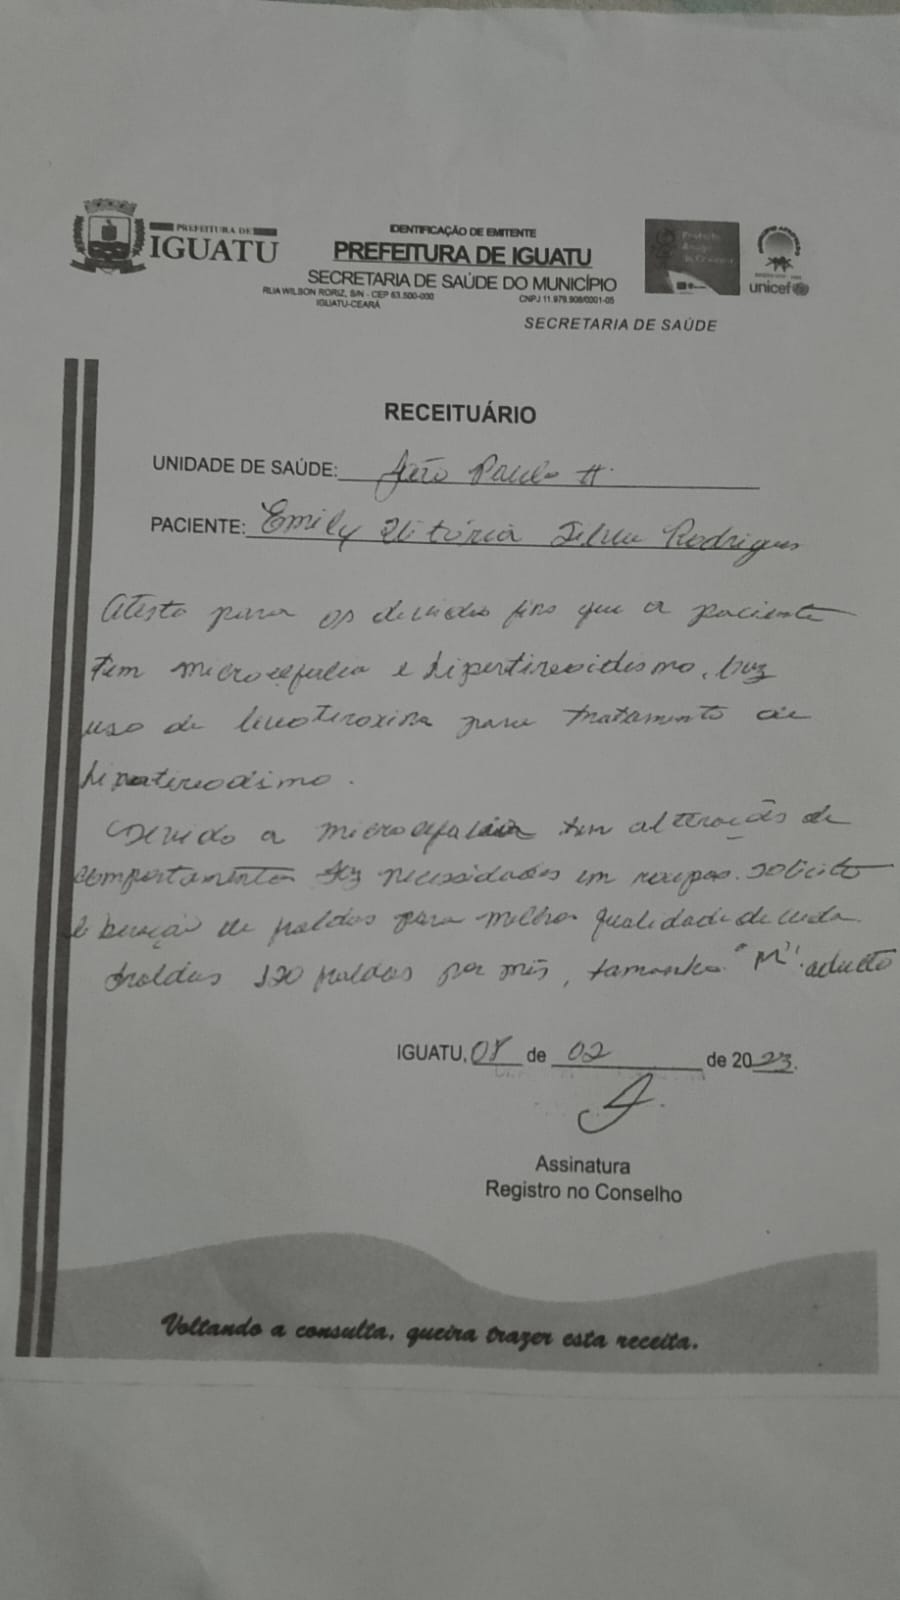 PREFEITURA DE
IGUATU
IDENTIFICAÇÃO DE EMITENTE
PREFEITURA DE IGUATU
SECRETARIA DE SAÚDE DO MUNICÍPIO
RUA WILSON RORIZ, S/N - CEP 63.500-000
IGUATU-CEARÁ
CNPJ 11.979.908/0001-05
unicef
SECRETARIA DE SAÚDE
RECEITUÁRIO
UNIDADE DE SAÚDE: João Paulo II
PACIENTE: Emily Vitória Silva Rodrigues
Atesto para os devidos fins que a paciente
tem microcefalia e hipertireoidismo, faz
uso de levotiroxina para tratamento de
Devido a microcefalia tem alterações de
comportamento faz necessidades em roupas. solicito
de fraldas para melhor qualidade de vida.
fraldas 120 fraldas por mês, tamanho "M" adulto
IGUATU, 08 de 02 de 2023.
Assinatura
Registro no Conselho
Voltando a consulta, queira trazer esta receita.